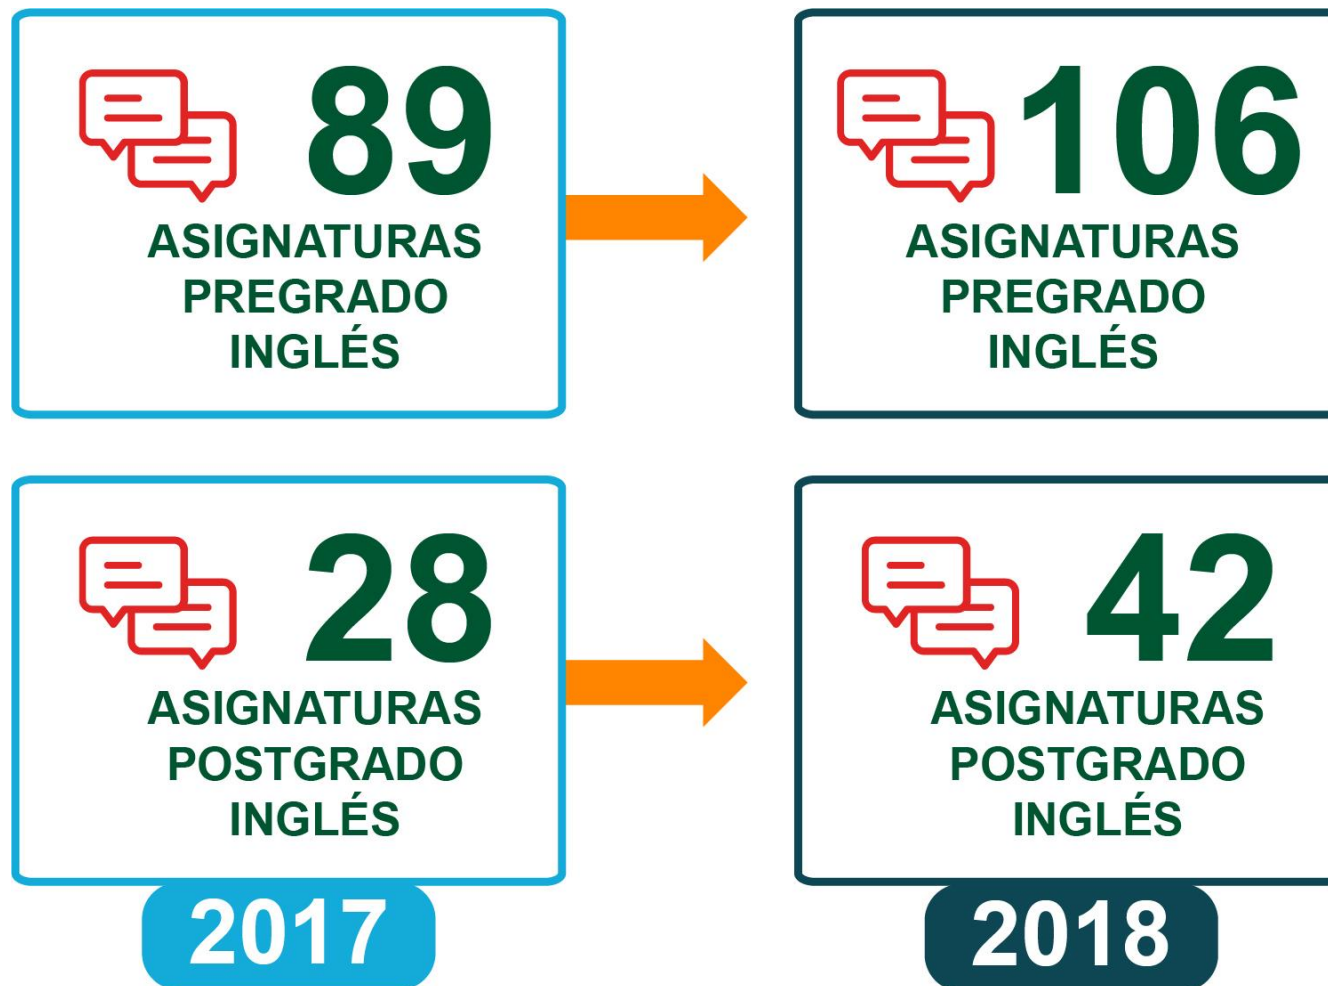 89
ASIGNATURAS
PREGRADO
INGLÉS
106
ASIGNATURAS
PREGRADO
INGLÉS
28
ASIGNATURAS
POSTGRADO
INGLÉS
42
ASIGNATURAS
POSTGRADO
INGLÉS
2017
2018